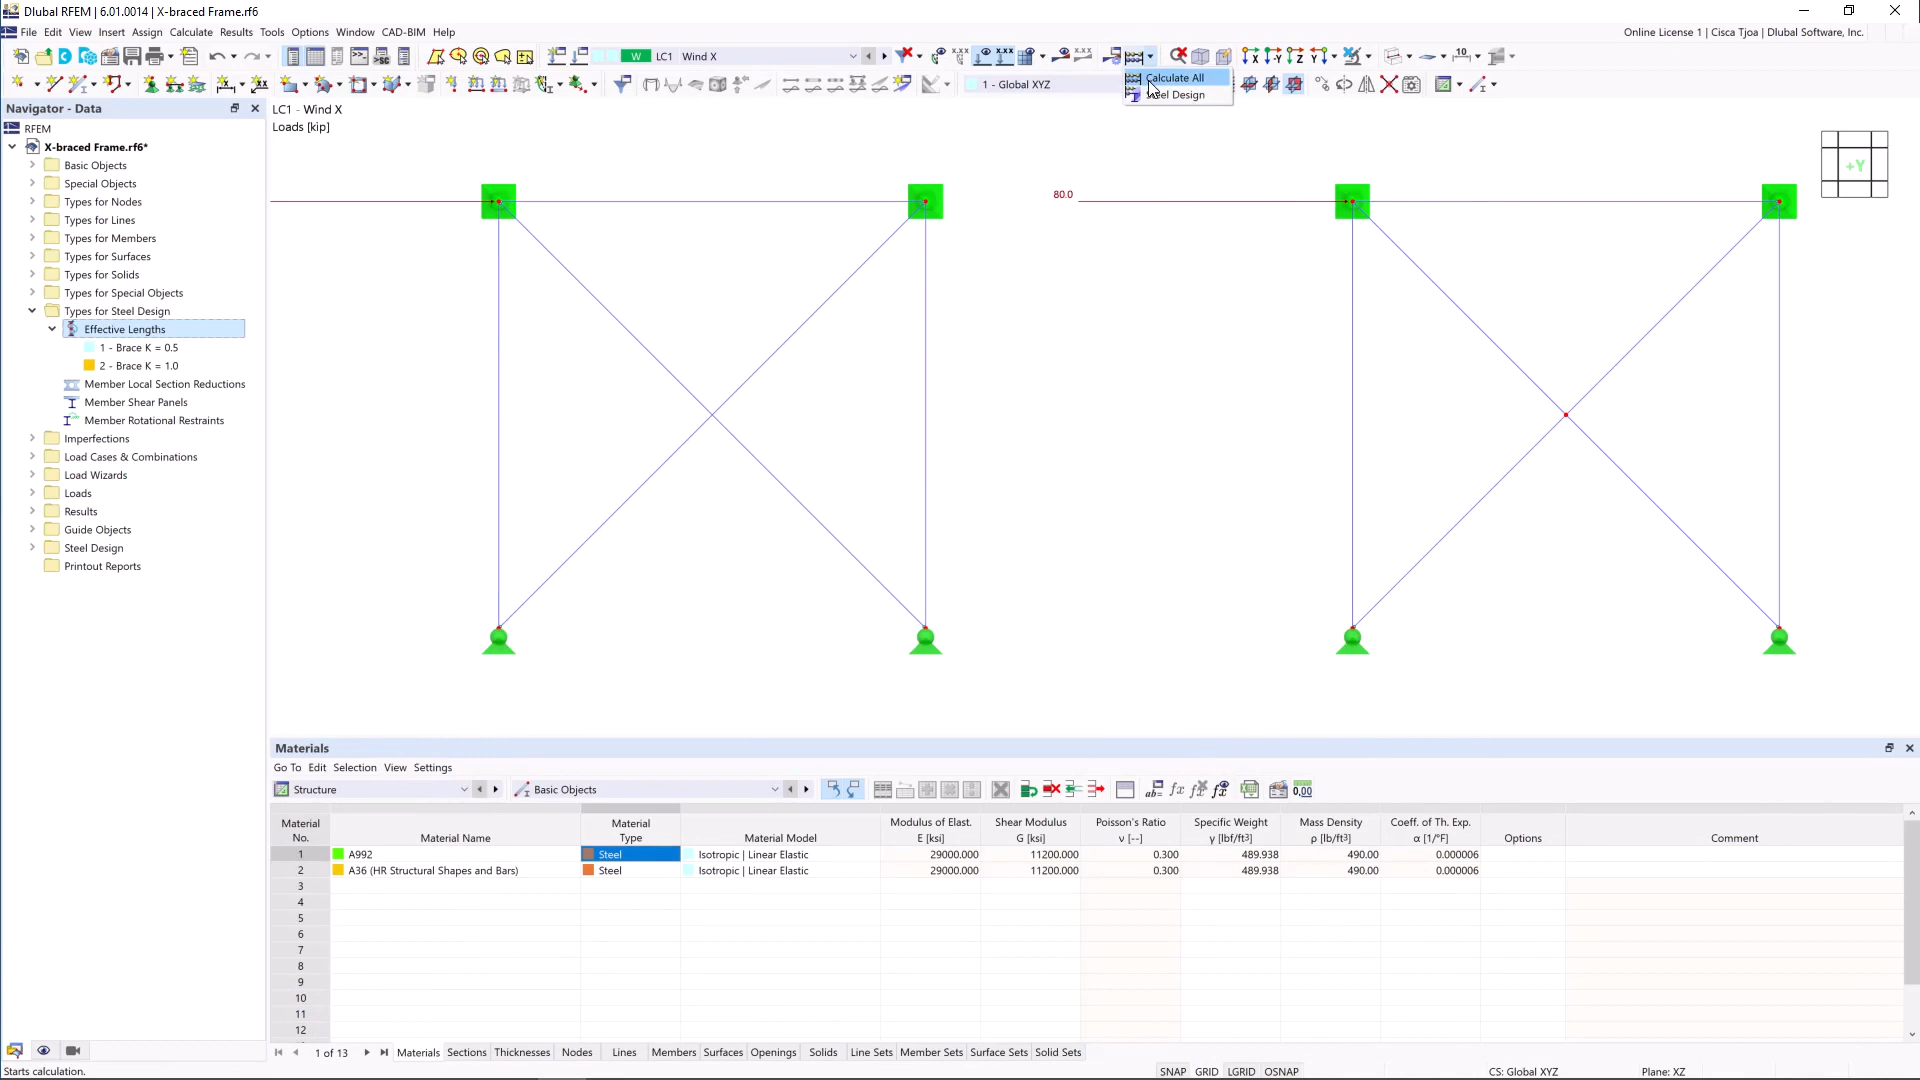 Dlubal RFEM | 6.01.0014 | X-braced Frame.rf6
File Edit View Insert Assign Calculate Results Tools Options Window CAD-BIM Help
Online License 1 | Cisca Tjoa | Dlubal Software, Inc.
W LC1 Wind X
1 - Global XYZ
Calculate All
Steel Design
Navigator - Data
RFEM
X-braced Frame.rf6*
Basic Objects
Special Objects
Types for Nodes
Types for Lines
Types for Members
Types for Surfaces
Types for Solids
Types for Special Objects
Types for Steel Design
Effective Lengths
1 - Brace K = 0.5
2 - Brace K = 1.0
Member Local Section Reductions
Member Shear Panels
Member Rotational Restraints
Imperfections
Load Cases & Combinations
Load Wizards
Loads
Results
Guide Objects
Steel Design
Printout Reports
LC1 - Wind X
Loads [kip]
80.0
+Y
Materials
Go To Edit Selection View Settings
Structure
Basic Objects
Material No. Material Name Material Type Material Model Modulus of Elast. E [ksi] Shear Modulus G [ksi] Poisson's Ratio ν [--] Specific Weight γ [lbf/ft3] Mass Density ρ [lb/ft3] Coeff. of Th. Exp. α [1/°F] Options Comment
1 A992 Steel Isotropic | Linear Elastic 29000.000 11200.000 0.300 489.938 490.00 0.000006
2 A36 (HR Structural Shapes and Bars) Steel Isotropic | Linear Elastic 29000.000 11200.000 0.300 489.938 490.00 0.000006
3
4
5
6
7
8
9
10
11
12
1 of 13 Materials Sections Thicknesses Nodes Lines Members Surfaces Openings Solids Line Sets Member Sets Surface Sets Solid Sets
Starts calculation.
SNAP GRID LGRID OSNAP CS: Global XYZ Plane: XZ